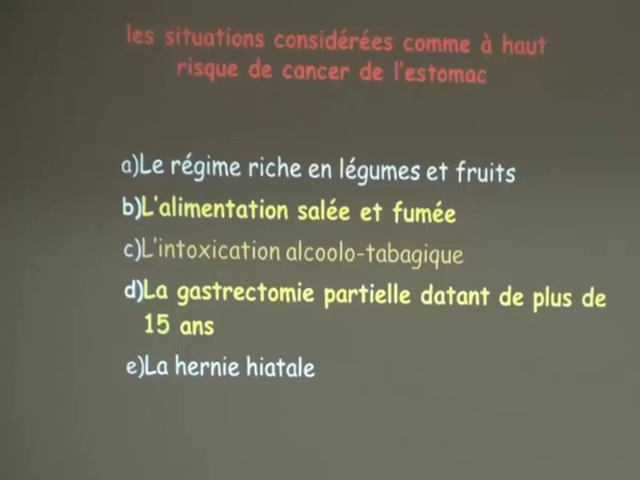 les situations considérées comme à haut
risque de cancer de l'estomac
a)Le régime riche en légumes et fruits
b)L'alimentation salée et fumée
c)L'intoxication alcoolo-tabagique
d)La gastrectomie partielle datant de plus de
15 ans
e)La hernie hiatale